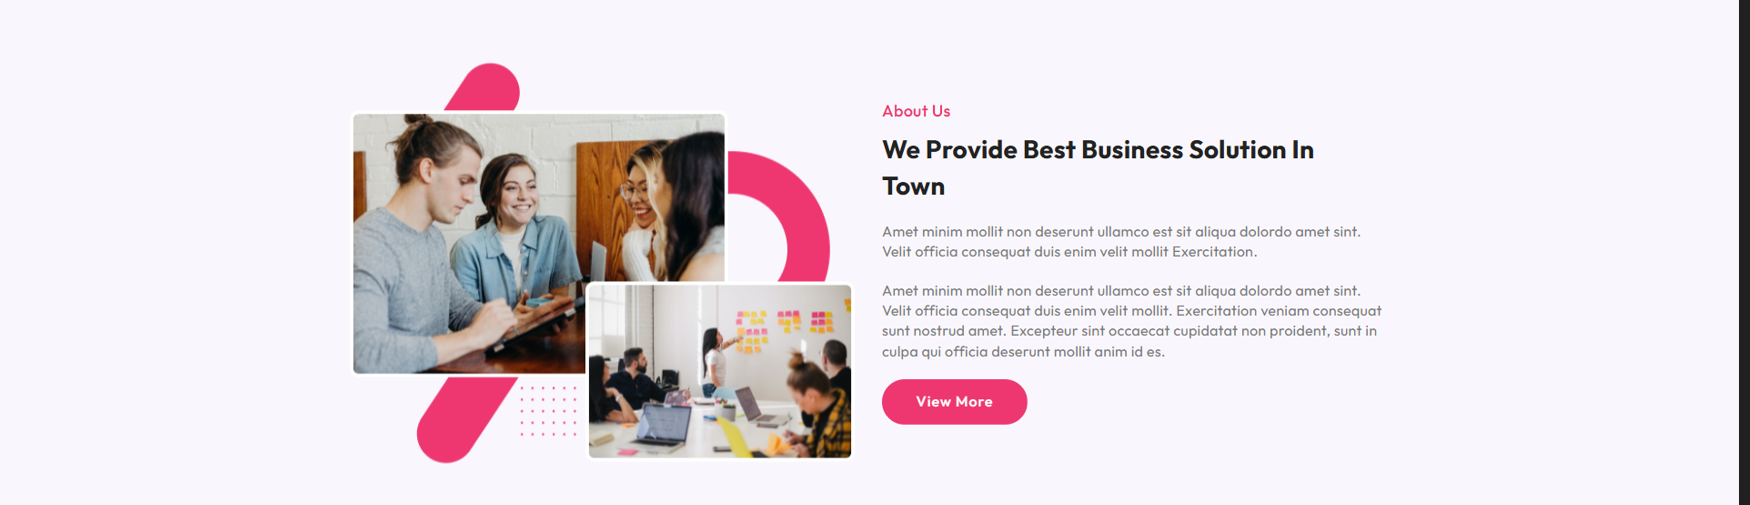 About Us
We Provide Best Business Solution In
Town
Amet minim mollit non deserunt ullamco est sit aliqua dolordo amet sint.
Velit officia consequat duis enim velit mollit Exercitation.
Amet minim mollit non deserunt ullamco est sit aliqua dolordo amet sint.
Velit officia consequat duis enim velit mollit. Exercitation veniam consequat
sunt nostrud amet. Excepteur sint occaecat cupidatat non proident, sunt in
culpa qui officia deserunt mollit anim id es.
View More